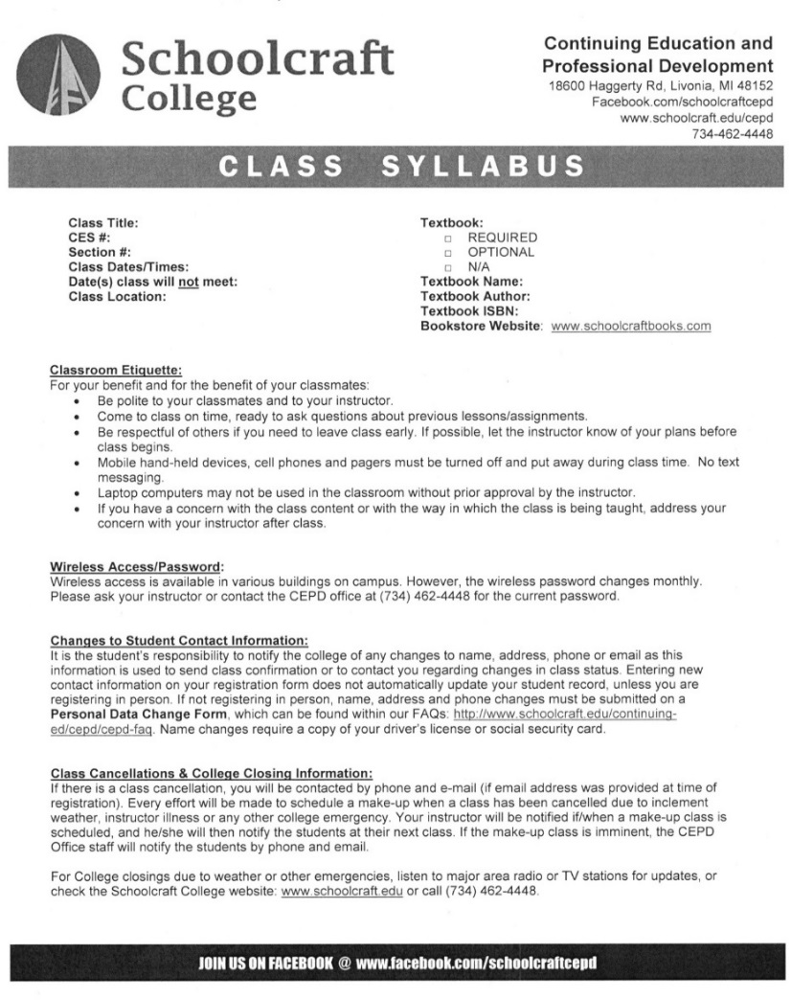 Schoolcraft
College
Continuing Education and
Professional Development
18600 Haggerty Rd, Livonia, MI 48152
Facebook.com/schoolcraftcepd
www.schoolcraft.edu/cepd
734-462-4448
CLASS SYLLABUS
Class Title:
CES #:
Section #:
Class Dates/Times:
Date(s) class will not meet:
Class Location:
Textbook:
□ REQUIRED
□ OPTIONAL
□ N/A
Textbook Name:
Textbook Author:
Textbook ISBN:
Bookstore Website: www.schoolcraftbooks.com
Classroom Etiquette:
For your benefit and for the benefit of your classmates:
• Be polite to your classmates and to your instructor.
• Come to class on time, ready to ask questions about previous lessons/assignments.
• Be respectful of others if you need to leave class early. If possible, let the instructor know of your plans before
class begins.
• Mobile hand-held devices, cell phones and pagers must be turned off and put away during class time. No text
messaging.
• Laptop computers may not be used in the classroom without prior approval by the instructor.
• If you have a concern with the class content or with the way in which the class is being taught, address your
concern with your instructor after class.
Wireless Access/Password:
Wireless access is available in various buildings on campus. However, the wireless password changes monthly.
Please ask your instructor or contact the CEPD office at (734) 462-4448 for the current password.
Changes to Student Contact Information:
It is the student's responsibility to notify the college of any changes to name, address, phone or email as this
information is used to send class confirmation or to contact you regarding changes in class status. Entering new
contact information on your registration form does not automatically update your student record, unless you are
registering in person. If not registering in person, name, address and phone changes must be submitted on a
Personal Data Change Form, which can be found within our FAQs: http://www.schoolcraft.edu/continuing-
ed/cepd/cepd-faq. Name changes require a copy of your driver's license or social security card.
Class Cancellations & College Closing Information:
If there is a class cancellation, you will be contacted by phone and e-mail (if email address was provided at time of
registration). Every effort will be made to schedule a make-up when a class has been cancelled due to inclement
weather, instructor illness or any other college emergency. Your instructor will be notified if/when a make-up class is
scheduled, and he/she will then notify the students at their next class. If the make-up class is imminent, the CEPD
Office staff will notify the students by phone and email.
For College closings due to weather or other emergencies, listen to major area radio or TV stations for updates, or
check the Schoolcraft College website: www.schoolcraft.edu or call (734) 462-4448.
JOIN US ON FACEBOOK @ www.facebook.com/schoolcraftcepd